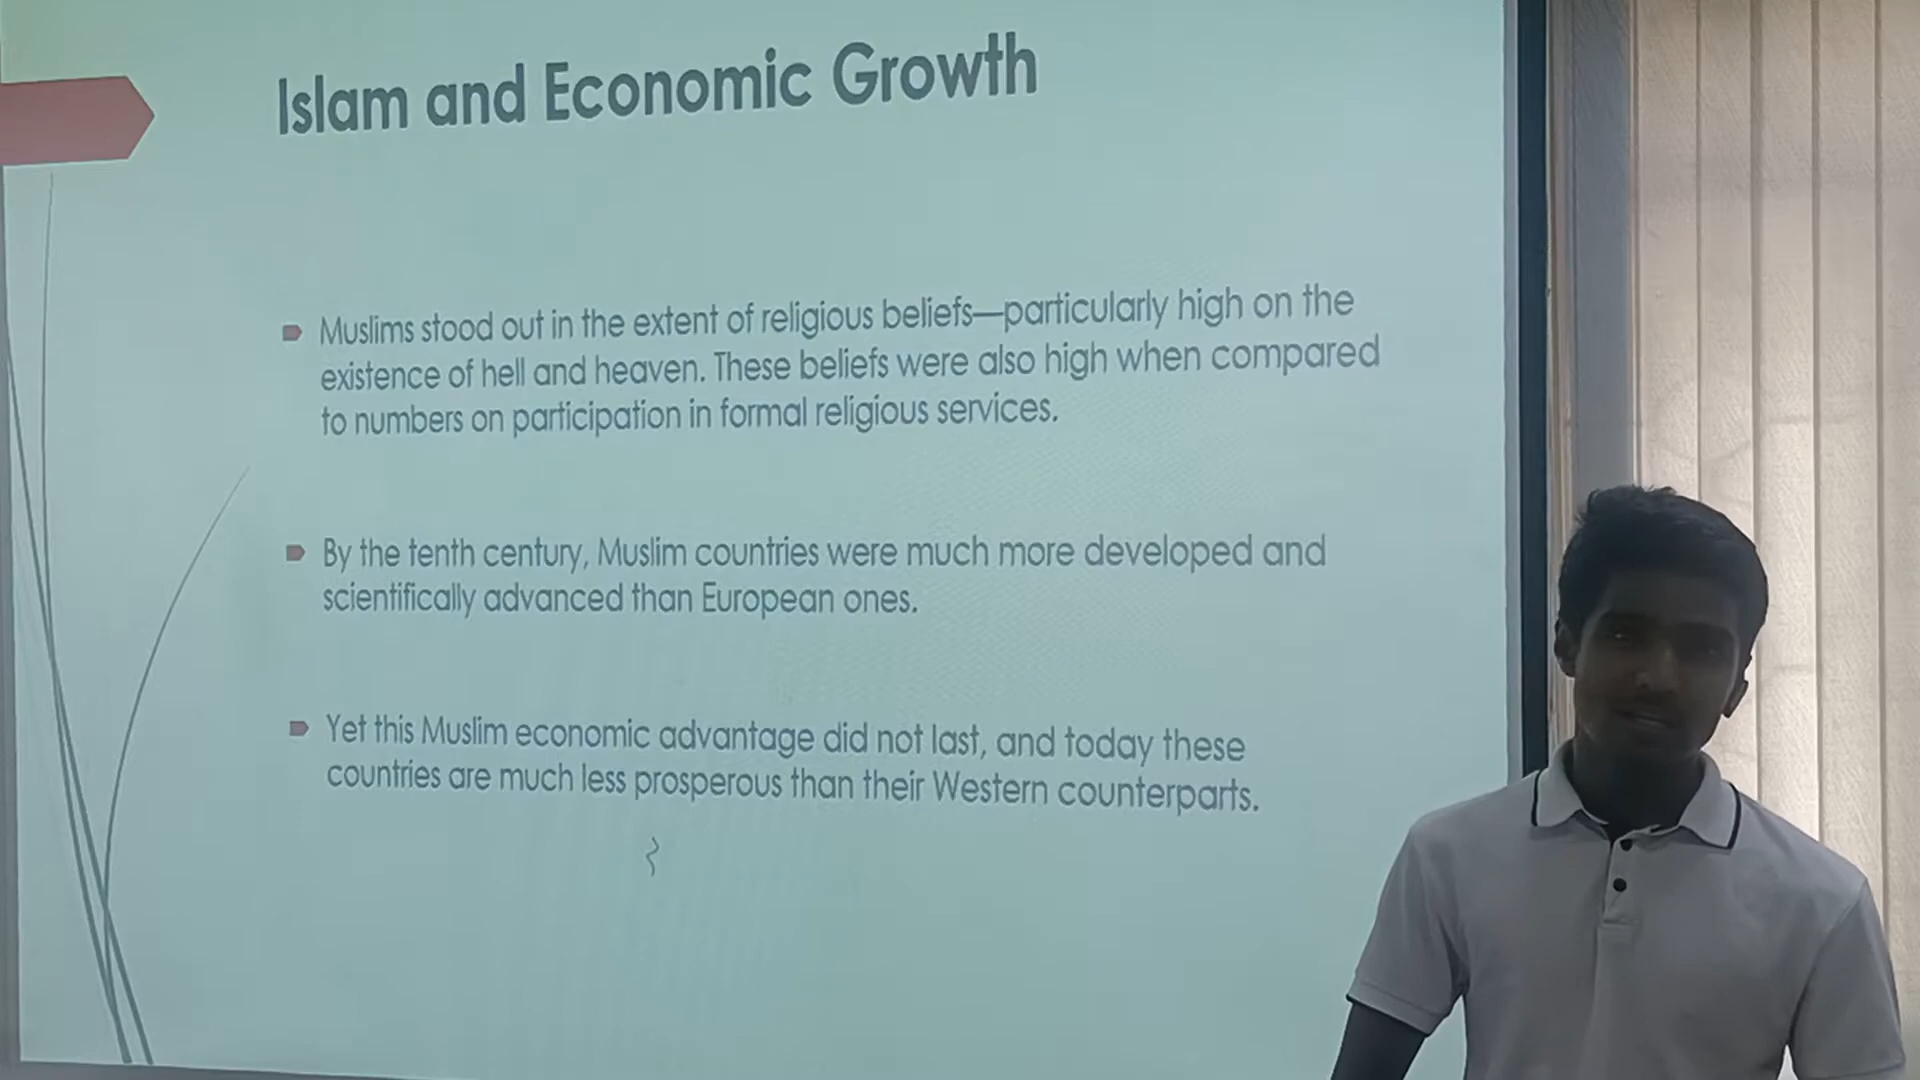 Islam and Economic Growth
Muslims stood out in the extent of religious beliefs—particularly high on the
existence of hell and heaven. These beliefs were also high when compared
to numbers on participation in formal religious services.
By the tenth century, Muslim countries were much more developed and
scientifically advanced than European ones.
Yet this Muslim economic advantage did not last, and today these
countries are much less prosperous than their Western counterparts.